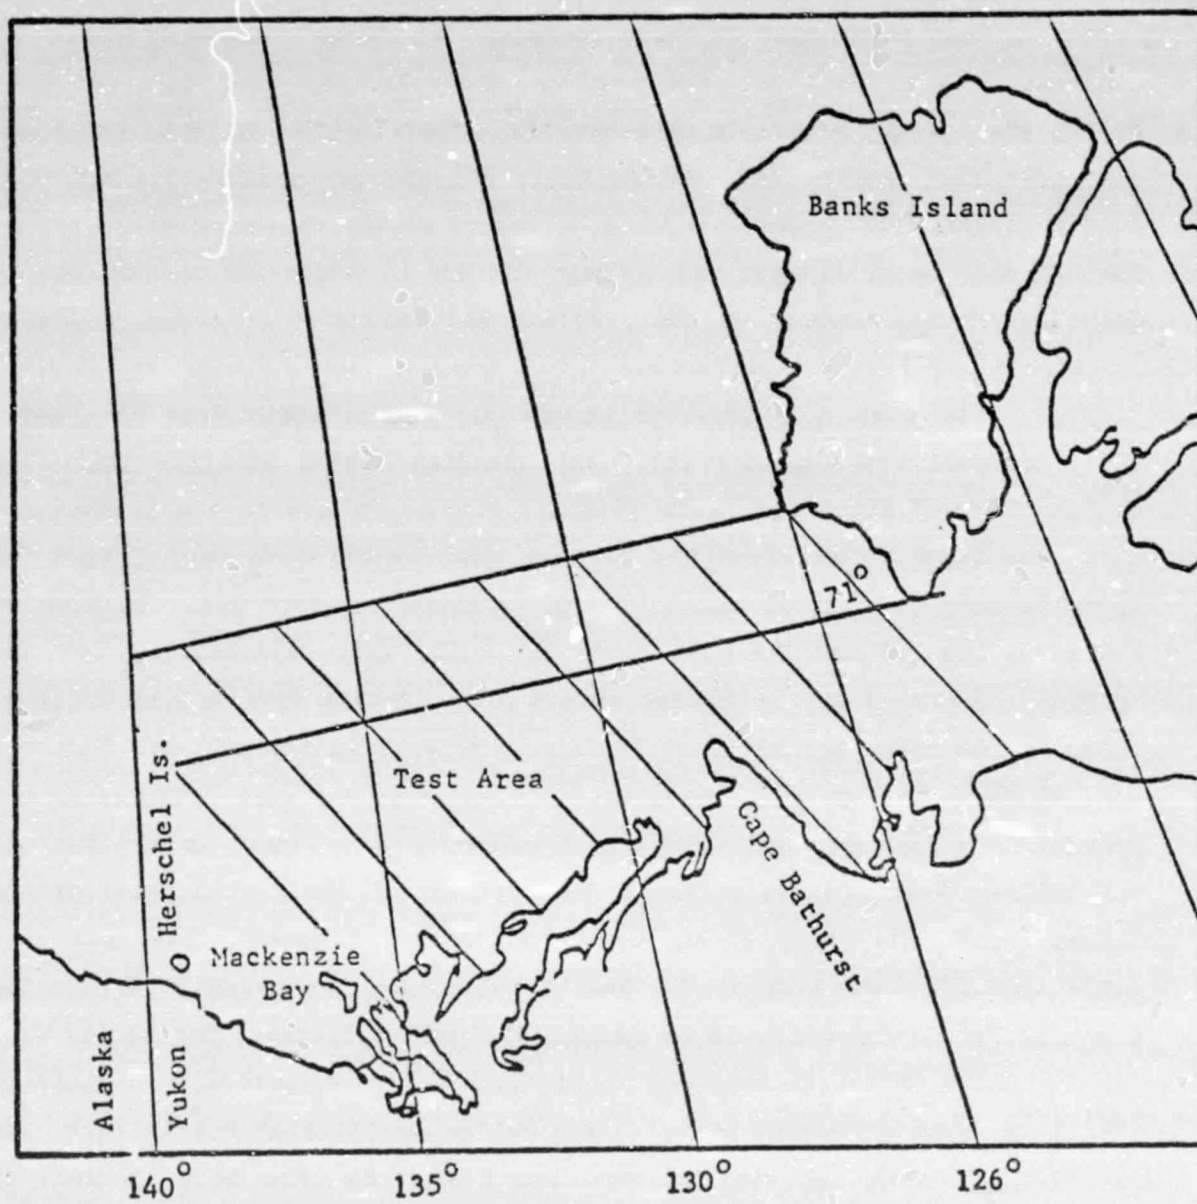 Banks Island
71°
Test Area
Herschel Is.
Cape Bathurst
Mackenzie
Bay
Alaska
Yukon
140° 135° 130° 126°